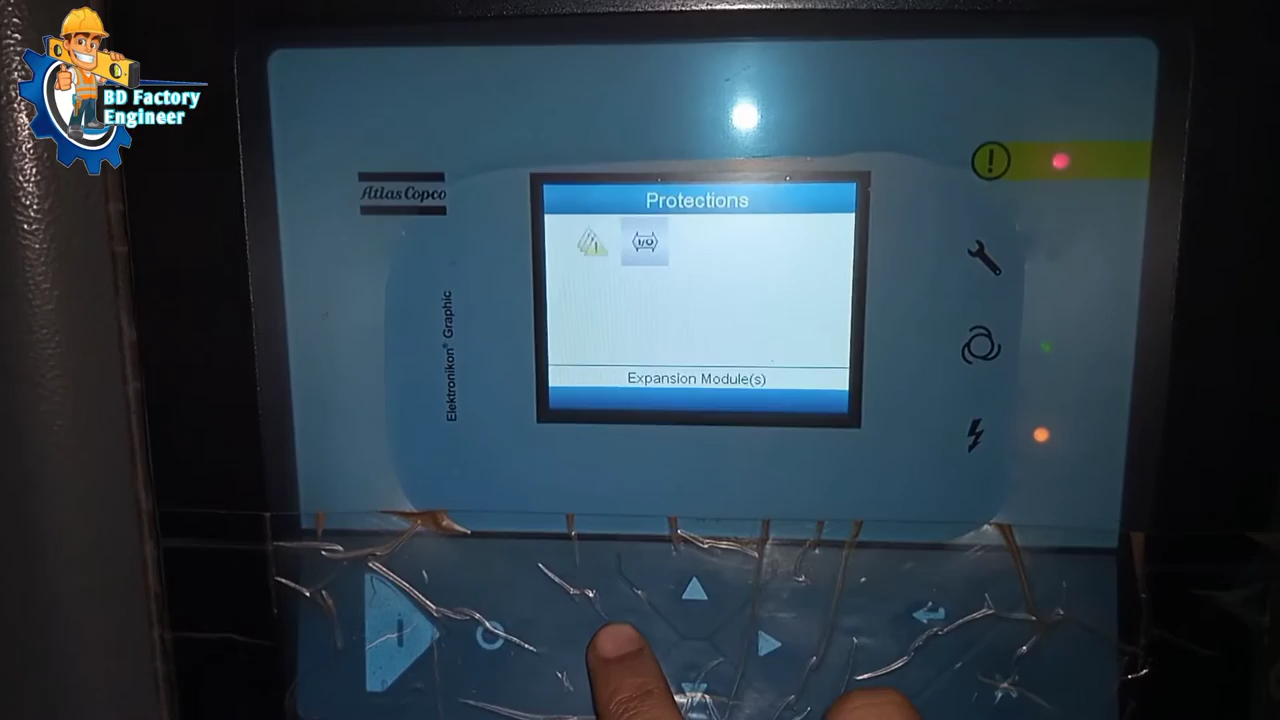 BD Factory
Engineer
Atlas Copco
Protections
I/O
Expansion Module(s)
Elektronikon® Graphic